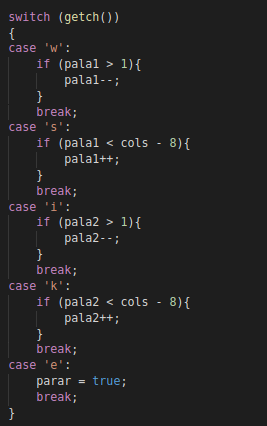 switch (getch())
{
case 'w':
    if (pala1 > 1){
        pala1--;
    }
    break;
case 's':
    if (pala1 < cols - 8){
        pala1++;
    }
    break;
case 'i':
    if (pala2 > 1){
        pala2--;
    }
    break;
case 'k':
    if (pala2 < cols - 8){
        pala2++;
    }
    break;
case 'e':
    parar = true;
    break;
}